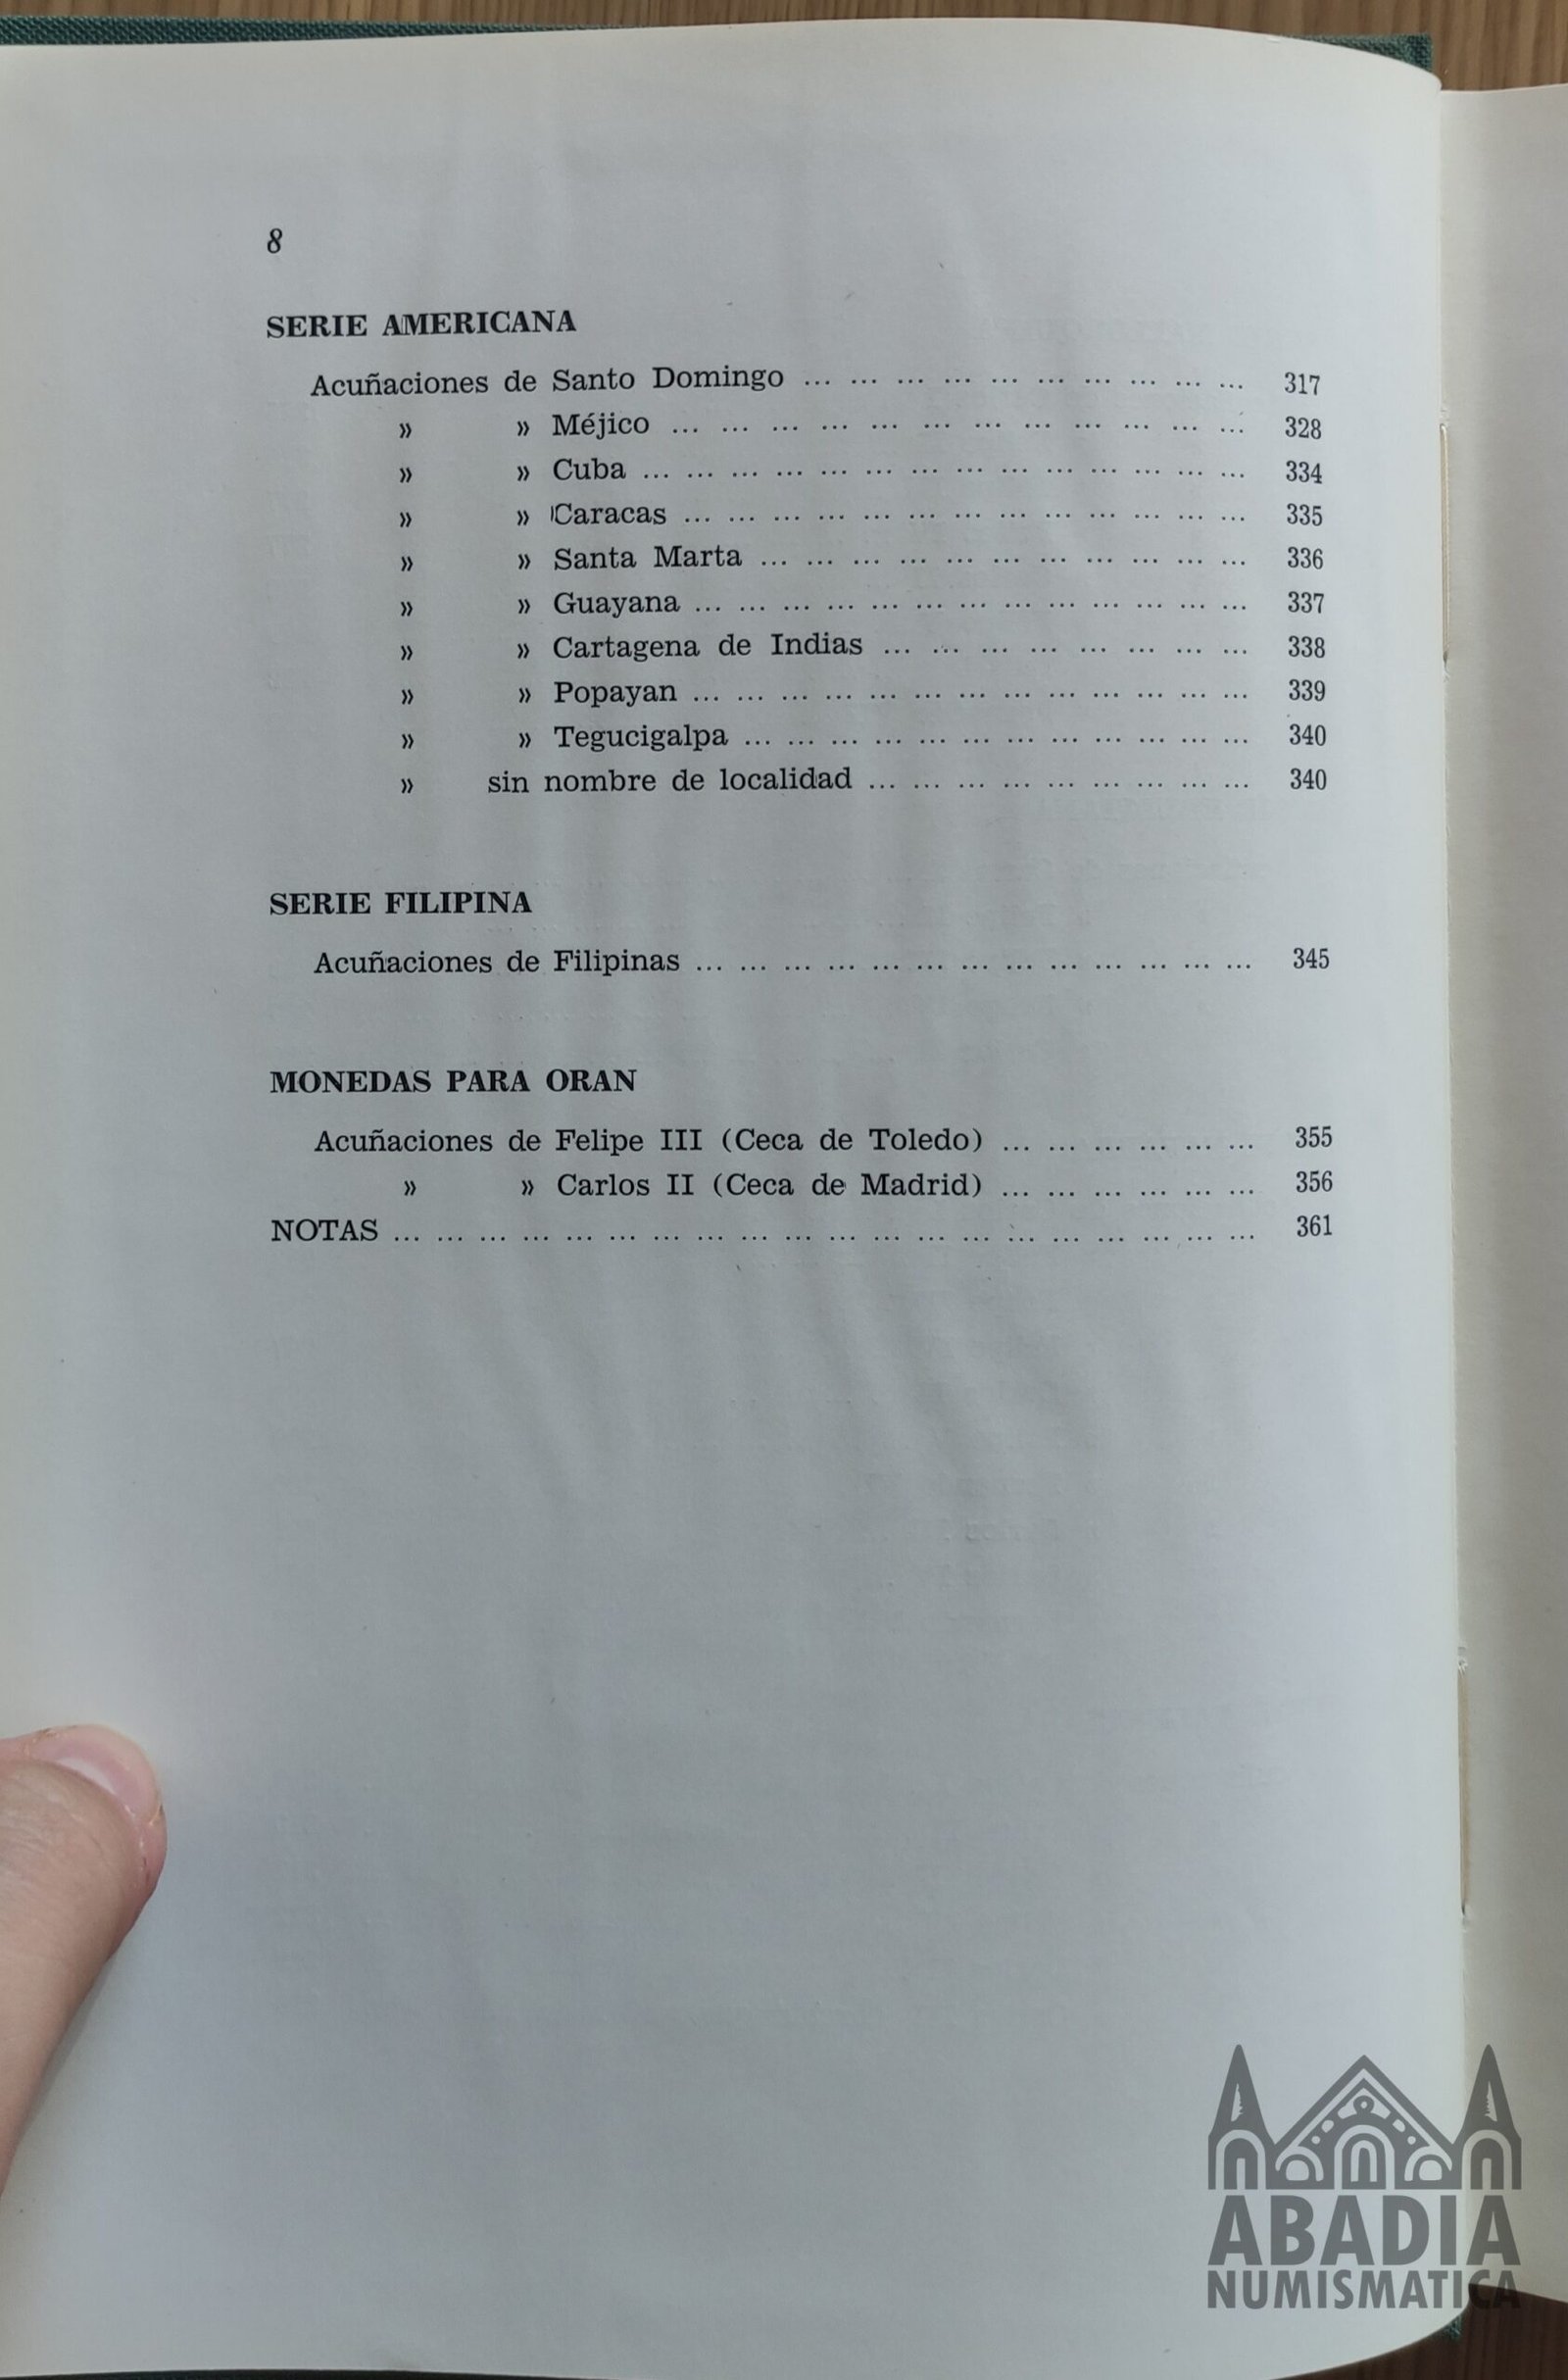 8
SERIE AMERICANA
Acuñaciones de Santo Domingo ... ... ... ... ... ... ... ... ... ... 317
» » Méjico ... ... ... ... ... ... ... ... ... ... ... ... 328
» » Cuba ... ... ... ... ... ... ... ... ... ... ... ... ... ... 334
» » Caracas ... ... ... ... ... ... ... ... ... ... ... ... ... 335
» » Santa Marta ... ... ... ... ... ... ... ... ... ... ... 336
» » Guayana ... ... ... ... ... ... ... ... ... ... ... ... ... 337
» » Cartagena de Indias ... ... ... ... ... ... ... ... 338
» » Popayan ... ... ... ... ... ... ... ... ... ... ... ... ... 339
» » Tegucigalpa ... ... ... ... ... ... ... ... ... ... ... ... 340
» sin nombre de localidad ... ... ... ... ... ... ... ... ... 340
SERIE FILIPINA
Acuñaciones de Filipinas ... ... ... ... ... ... ... ... ... ... ... ... ... 345
MONEDAS PARA ORAN
Acuñaciones de Felipe III (Ceca de Toledo) ... ... ... ... ... ... 355
» » Carlos II (Ceca de Madrid) ... ... ... ... ... ... 356
NOTAS ... ... ... ... ... ... ... ... ... ... ... ... ... ... ... ... ... ... ... ... 361
ABADIA
NUMISMATICA